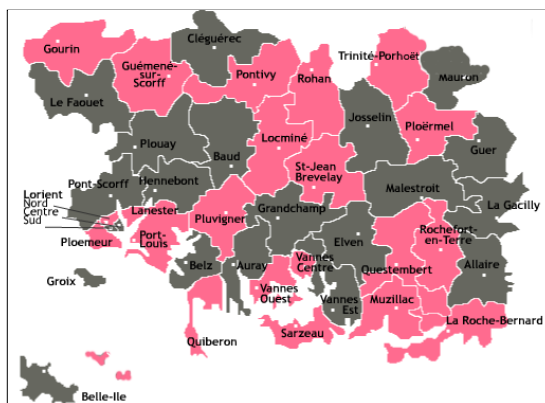 Cléguérec
Gourin
Guémené-
sur-
Scorff
Pontivy
Rohan
Trinité-Porhoët
Mauron
Le Faouet
Plouay
Baud
Locminé
Josselin
Ploërmel
Guer
St-Jean
Brevelay
Pont-Scorff
Hennebont
Malestroit
La Gacilly
Lorient
Nord
Centre
Sud
Lanester
Ploemeur
Port-
Louis
Pluvigner
Grandchamp
Elven
Rochefort-
en-Terre
Questembert
Allaire
Groix
Belz
Auray
Vannes
Centre
Vannes
Ouest
Vannes
Est
Muzillac
La Roche-Bernard
Sarzeau
Quiberon
Belle-Ile